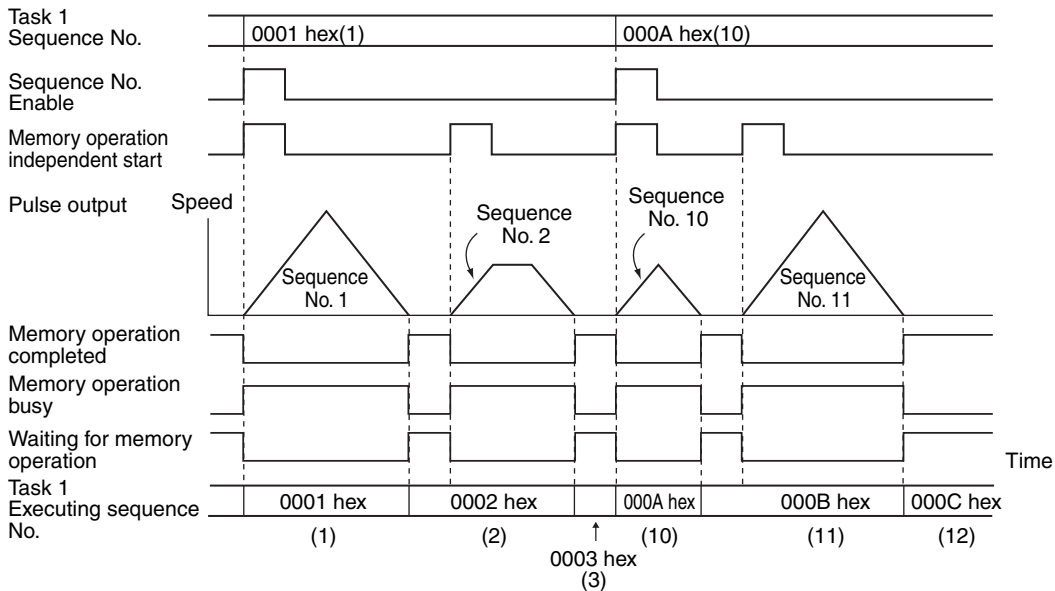 Task 1
Sequence No.
0001 hex(1)
000A hex(10)
Sequence No.
Enable
Memory operation
independent start
Pulse output
Speed
Sequence
No. 1
Sequence
No. 2
Sequence
No. 10
Sequence
No. 11
Memory operation
completed
Memory operation
busy
Waiting for memory
operation
Time
Task 1
Executing sequence
No.
0001 hex
0002 hex
000A hex
000B hex
000C hex
(1)
(2)
(10)
(11)
(12)
0003 hex
(3)